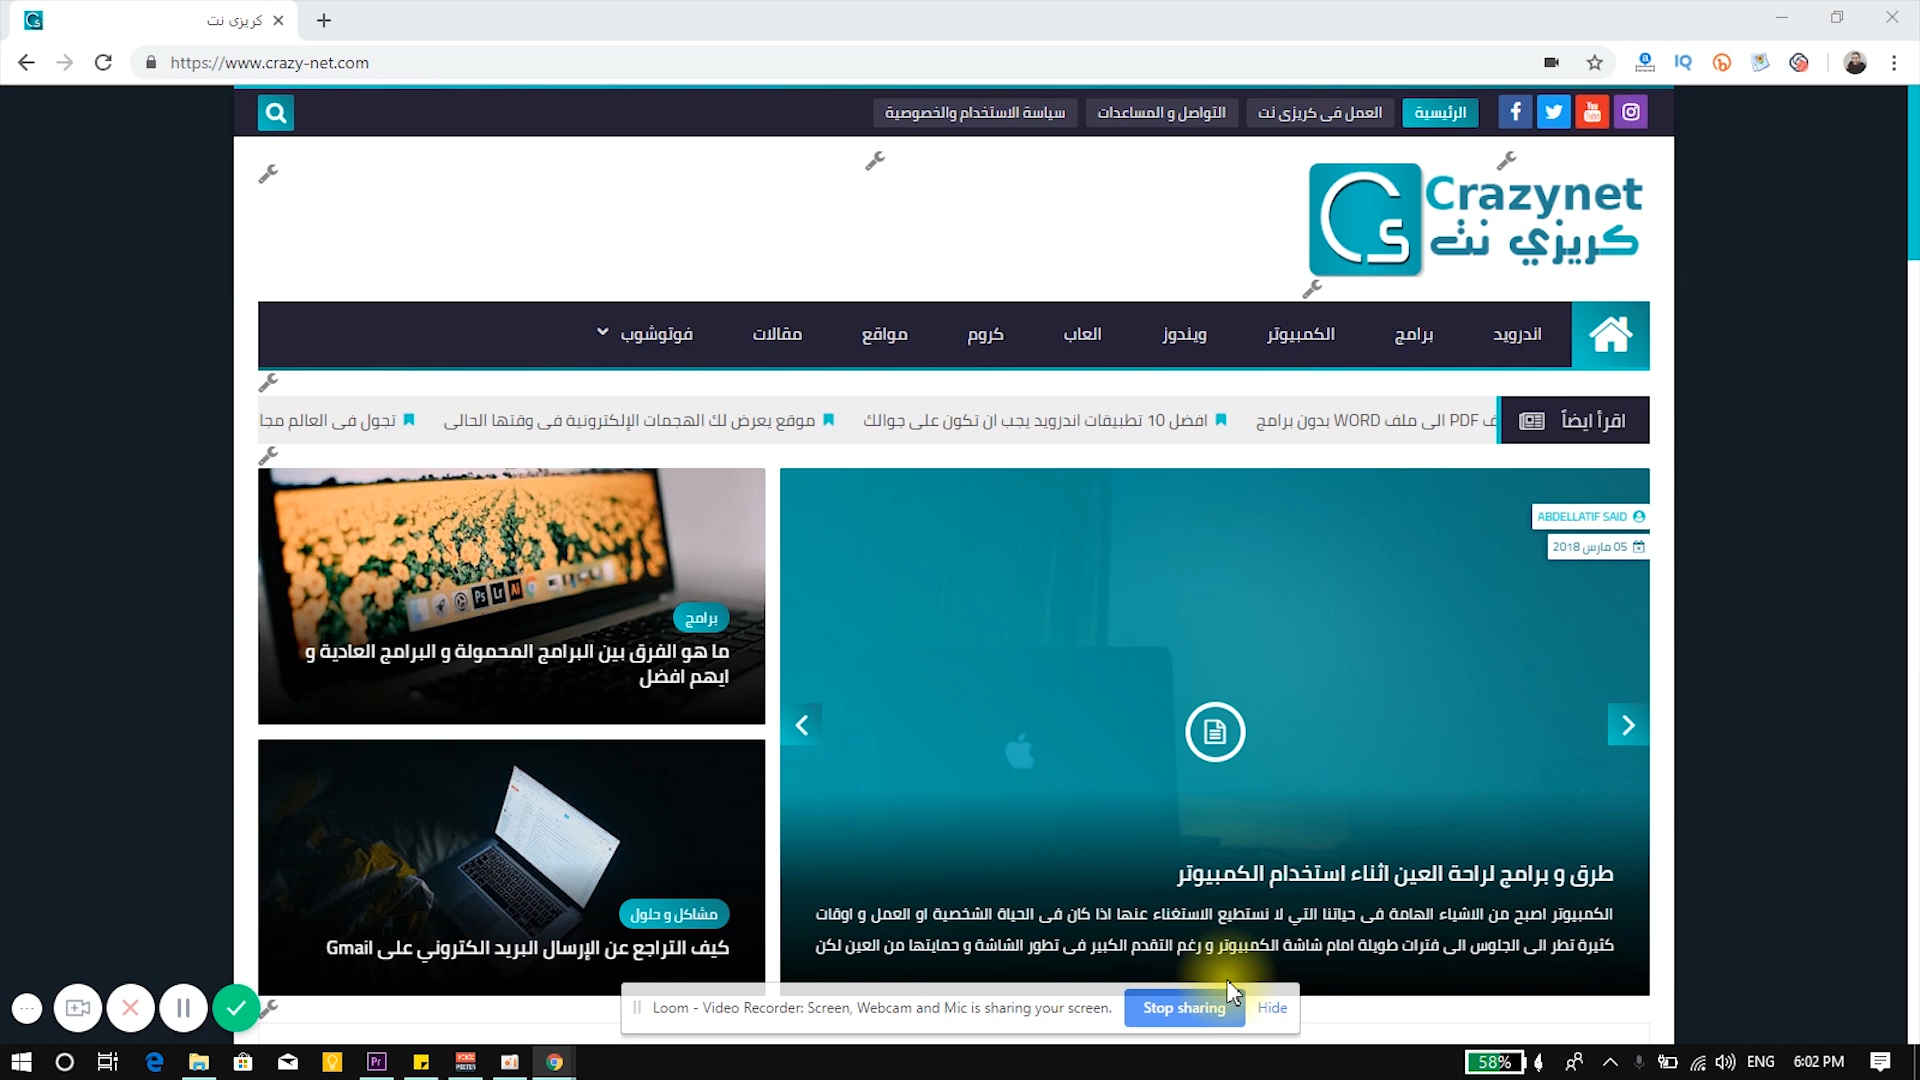 كريزى نت
https://www.crazy-net.com
الرئيسية
العمل فى كريزى نت
التواصل و المساعدات
سياسة الاستخدام والخصوصية
Crazynet
كريزي نت
اندرويد
برامج
الكمبيوتر
ويندوز
العاب
كروم
مواقع
مقالات
فوتوشوب
اقرأ ايضاً
ف PDF الى ملف WORD بدون برامج
افضل 10 تطبيقات اندرويد يجب ان تكون على جوالك
موقع يعرض لك الهجمات الإلكترونية فى وقتها الحالى
تجول فى العالم مجا
ABDELLATIF SAID
05 مارس 2018
طرق و برامج لراحة العين اثناء استخدام الكمبيوتر
الكمبيوتر اصبح من الاشياء الهامة فى حياتنا التي لا نستطيع الاستغناء عنها اذا كان فى الحياة الشخصية او العمل و اوقات
كثيرة تطر الى الجلوس الى فترات طويلة امام شاشة الكمبيوتر و رغم التقدم الكبير فى تطور الشاشة و حمايتها من العين لكن
برامج
ما هو الفرق بين البرامج المحمولة و البرامج العادية و
ايهم افضل
مشاكل و حلول
كيف التراجع عن الإرسال البريد الكتروني على Gmail
Loom - Video Recorder: Screen, Webcam and Mic is sharing your screen.
Stop sharing
Hide
58%
ENG
6:02 PM